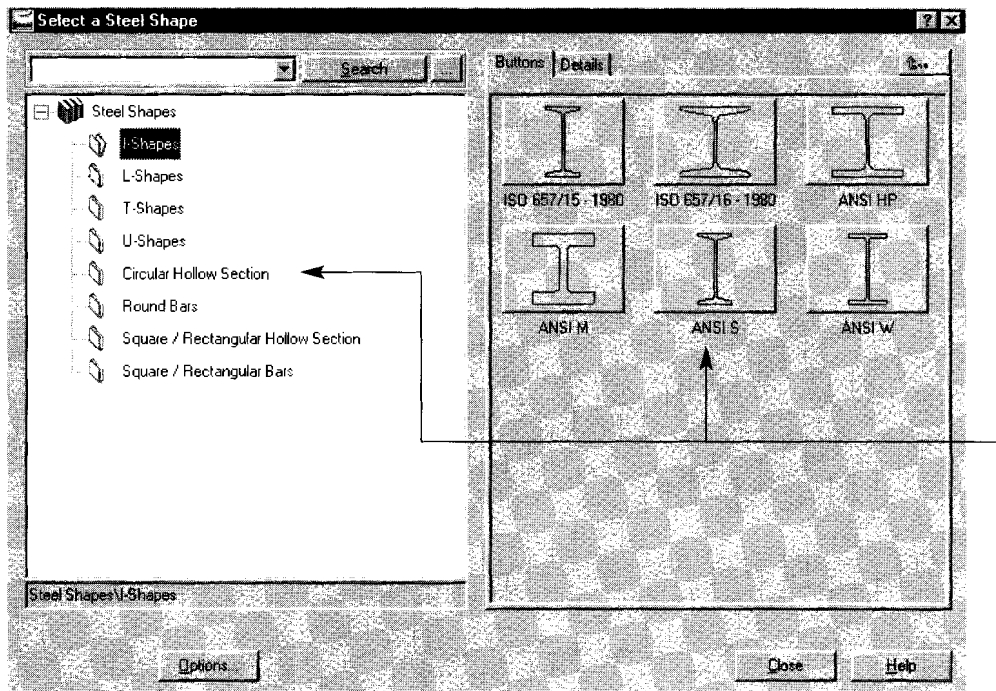 Select a Steel Shape
Search
Steel Shapes
I-Shapes
L-Shapes
T-Shapes
U-Shapes
Circular Hollow Section
Round Bars
Square / Rectangular Hollow Section
Square / Rectangular Bars
Steel Shapes\I-Shapes
Buttons Details
ISO 657/15 - 1980 ISO 657/16 - 1980 ANSI HP
ANSI M ANSI S ANSI W
Options...
Close Help